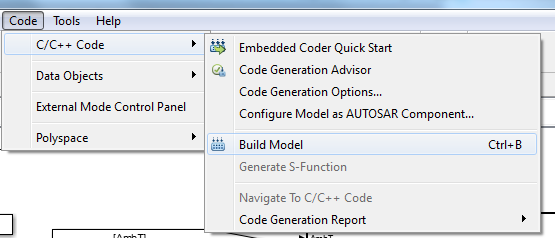 Code Tools Help
C/C++ Code
Data Objects
External Mode Control Panel
Polyspace
Embedded Coder Quick Start
Code Generation Advisor
Code Generation Options...
Configure Model as AUTOSAR Component...
Build Model Ctrl+B
Generate S-Function
Navigate To C/C++ Code
Code Generation Report